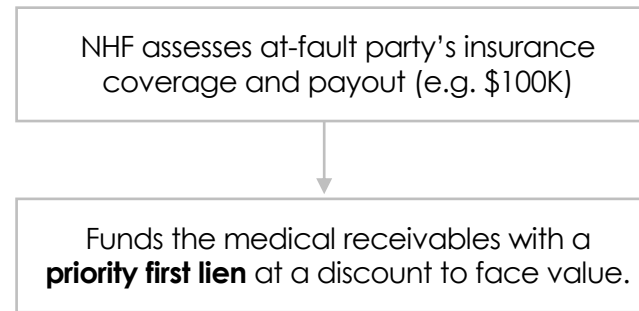 NHF assesses at-fault party's insurance
coverage and payout (e.g. $100K)
Funds the medical receivables with a
priority first lien at a discount to face value.